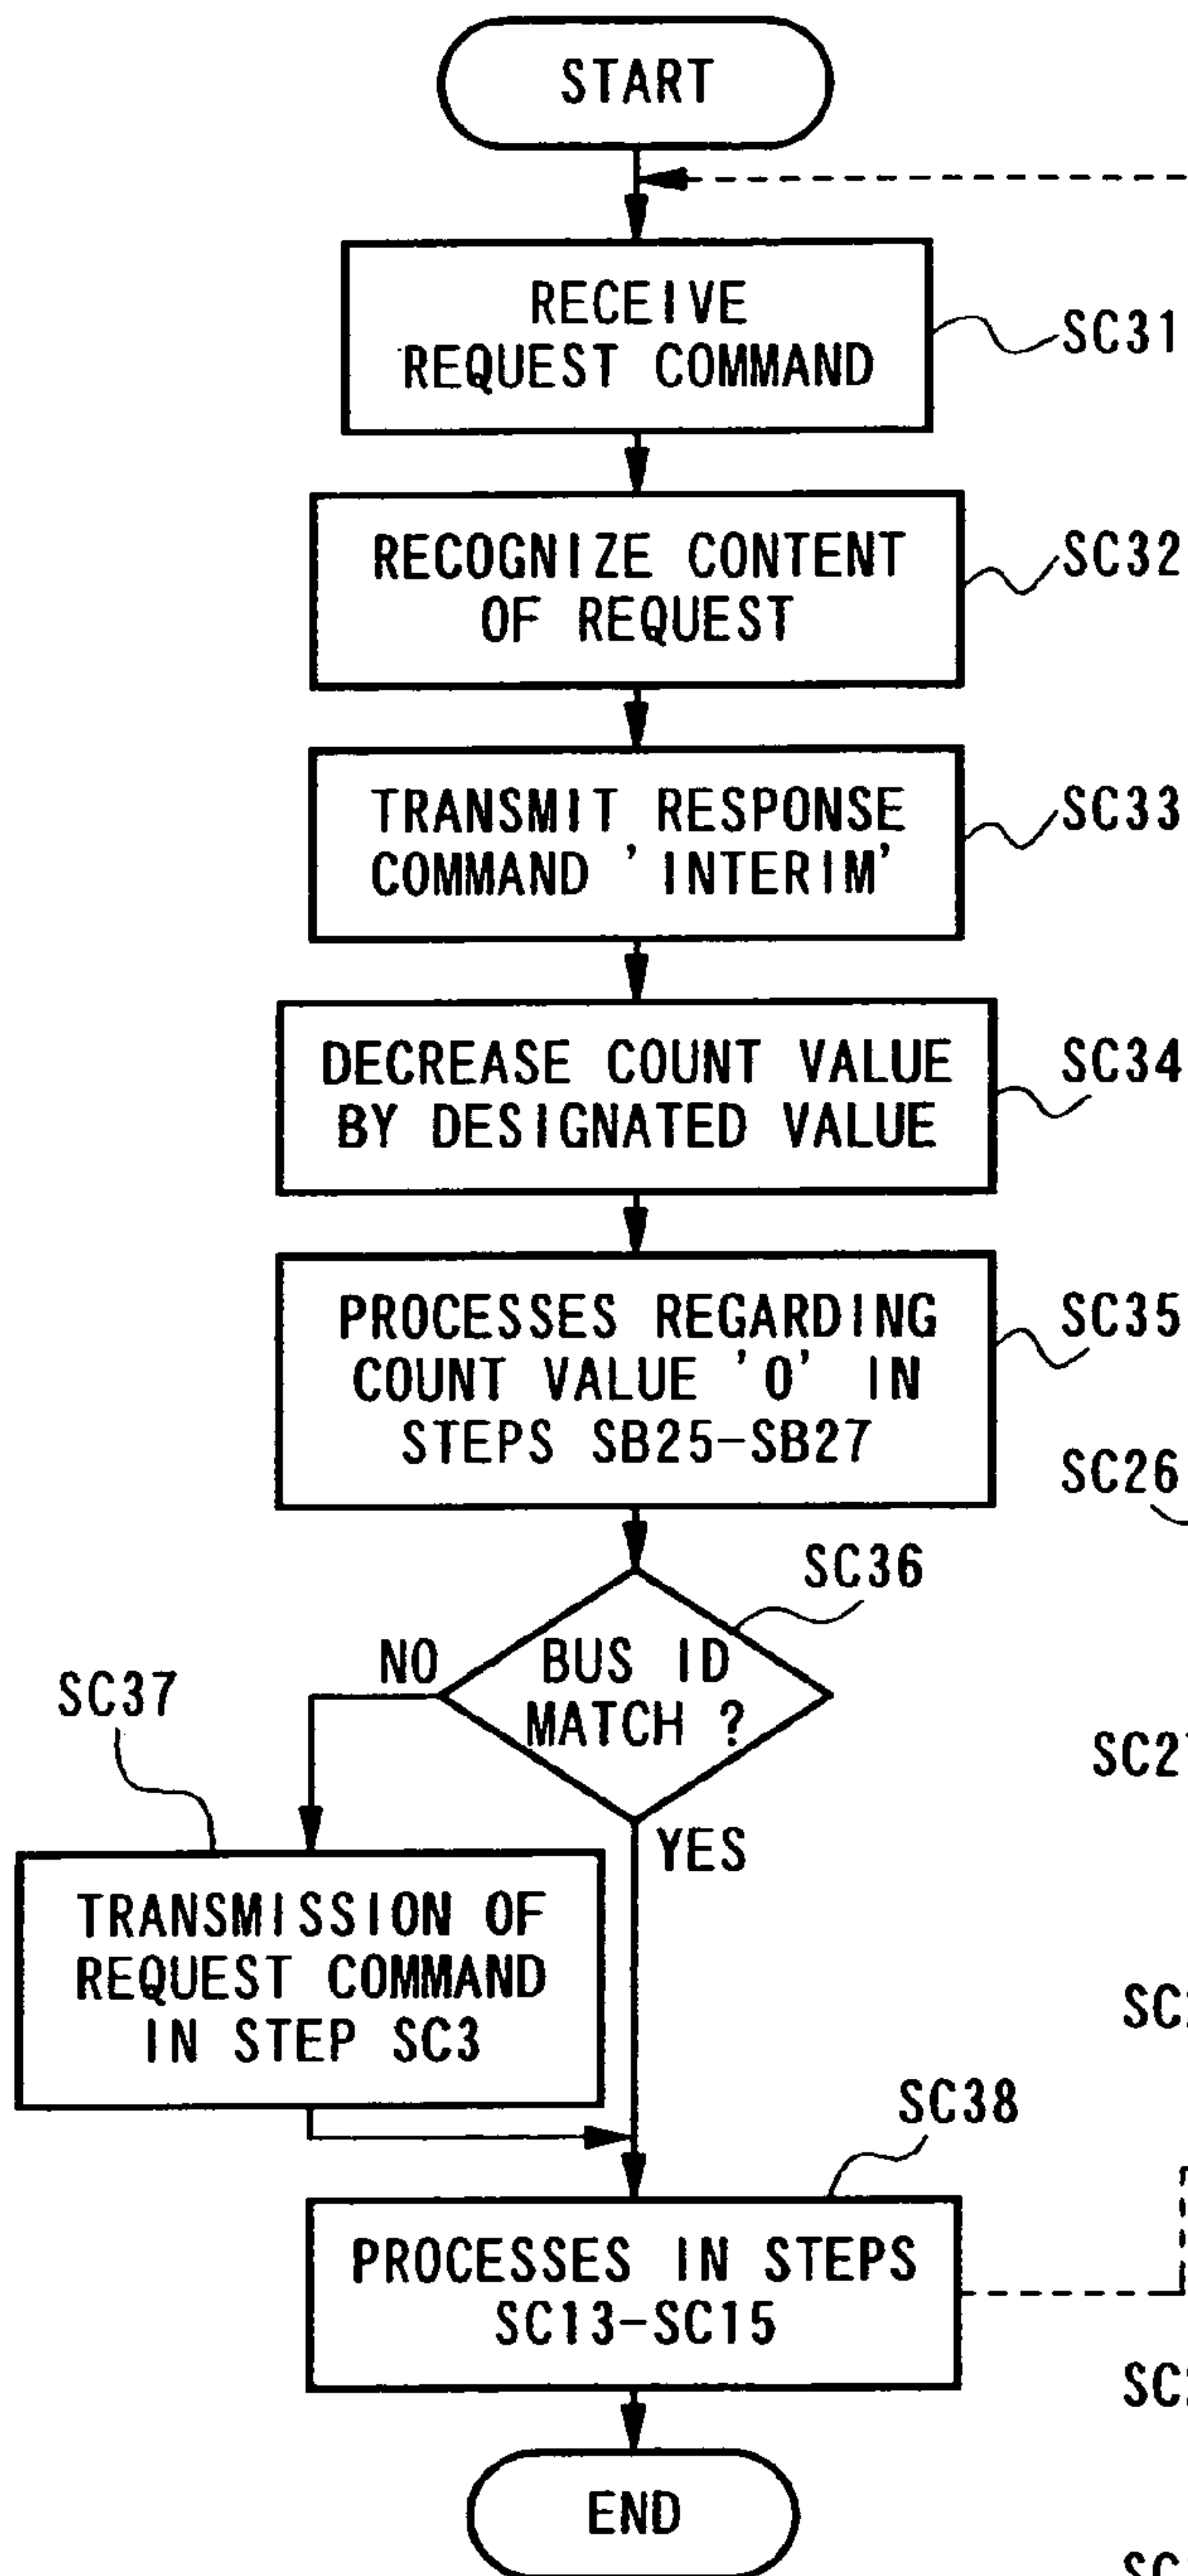 START
RECEIVE
REQUEST COMMAND
SC31
RECOGNIZE CONTENT
OF REQUEST
SC32
TRANSMIT RESPONSE
COMMAND 'INTERIM'
SC33
DECREASE COUNT VALUE
BY DESIGNATED VALUE
SC34
PROCESSES REGARDING
COUNT VALUE '0' IN
STEPS SB25-SB27
SC35
SC26
SC36
BUS ID
MATCH ?
NO
YES
SC37
TRANSMISSION OF
REQUEST COMMAND
IN STEP SC3
SC38
PROCESSES IN STEPS
SC13-SC15
END